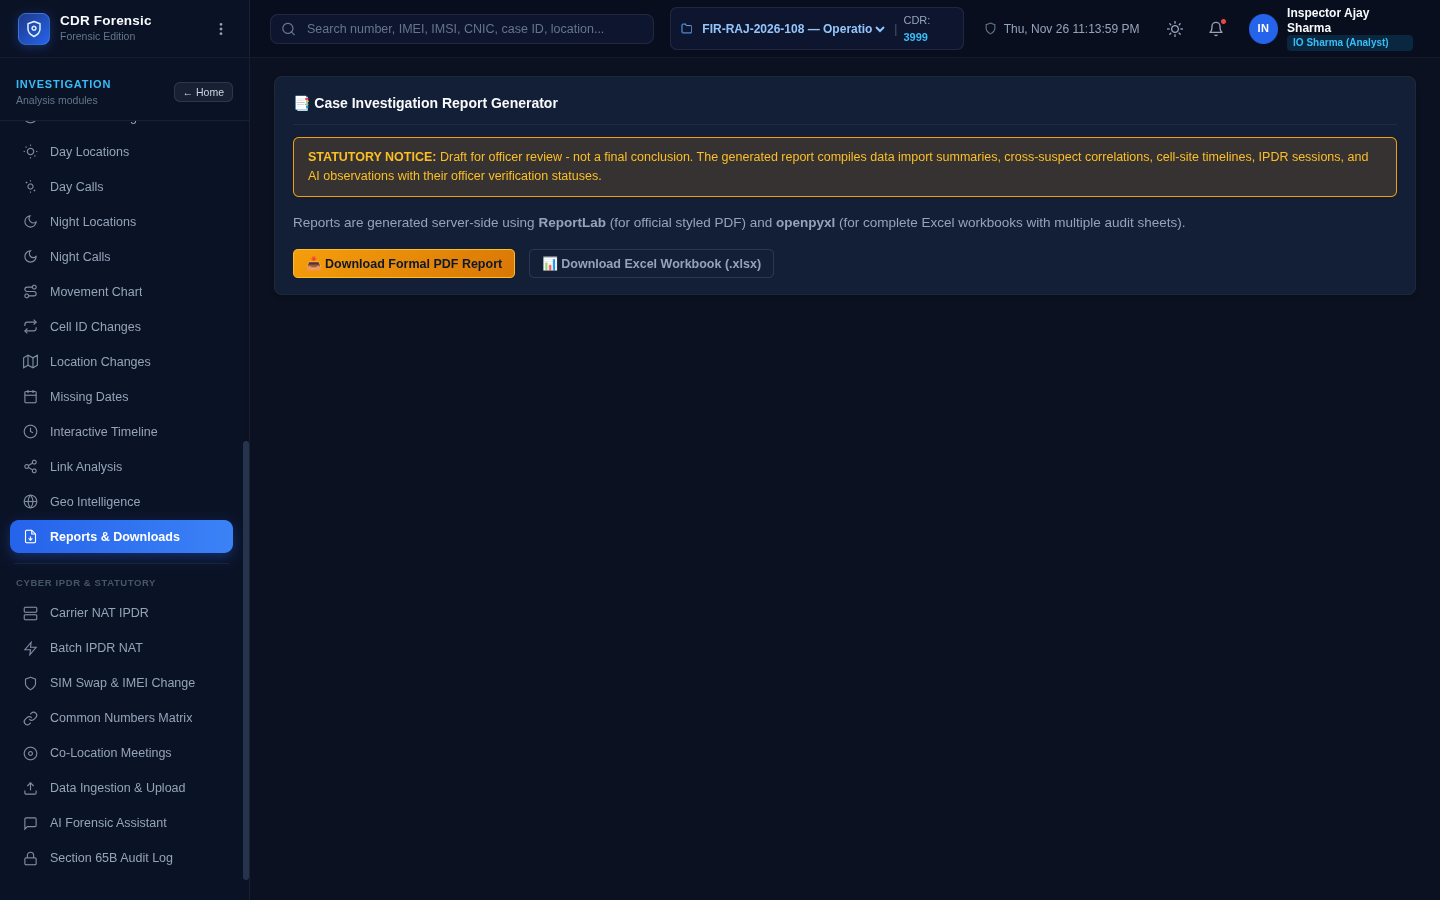 CDR Forensic
Forensic Edition
Search number, IMEI, IMSI, CNIC, case ID, location...
FIR-RAJ-2026-108 — Operatio
| CDR:
3999
Thu, Nov 26 11:13:59 PM
IN
Inspector Ajay
Sharma
IO Sharma (Analyst)
INVESTIGATION
Analysis modules
← Home
Day Locations
Day Calls
Night Locations
Night Calls
Movement Chart
Cell ID Changes
Location Changes
Missing Dates
Interactive Timeline
Link Analysis
Geo Intelligence
Reports & Downloads
CYBER IPDR & STATUTORY
Carrier NAT IPDR
Batch IPDR NAT
SIM Swap & IMEI Change
Common Numbers Matrix
Co-Location Meetings
Data Ingestion & Upload
AI Forensic Assistant
Section 65B Audit Log
Case Investigation Report Generator
STATUTORY NOTICE: Draft for officer review - not a final conclusion. The generated report compiles data import summaries, cross-suspect correlations, cell-site timelines, IPDR sessions, and
AI observations with their officer verification statuses.
Reports are generated server-side using ReportLab (for official styled PDF) and openpyxl (for complete Excel workbooks with multiple audit sheets).
Download Formal PDF Report
Download Excel Workbook (.xlsx)